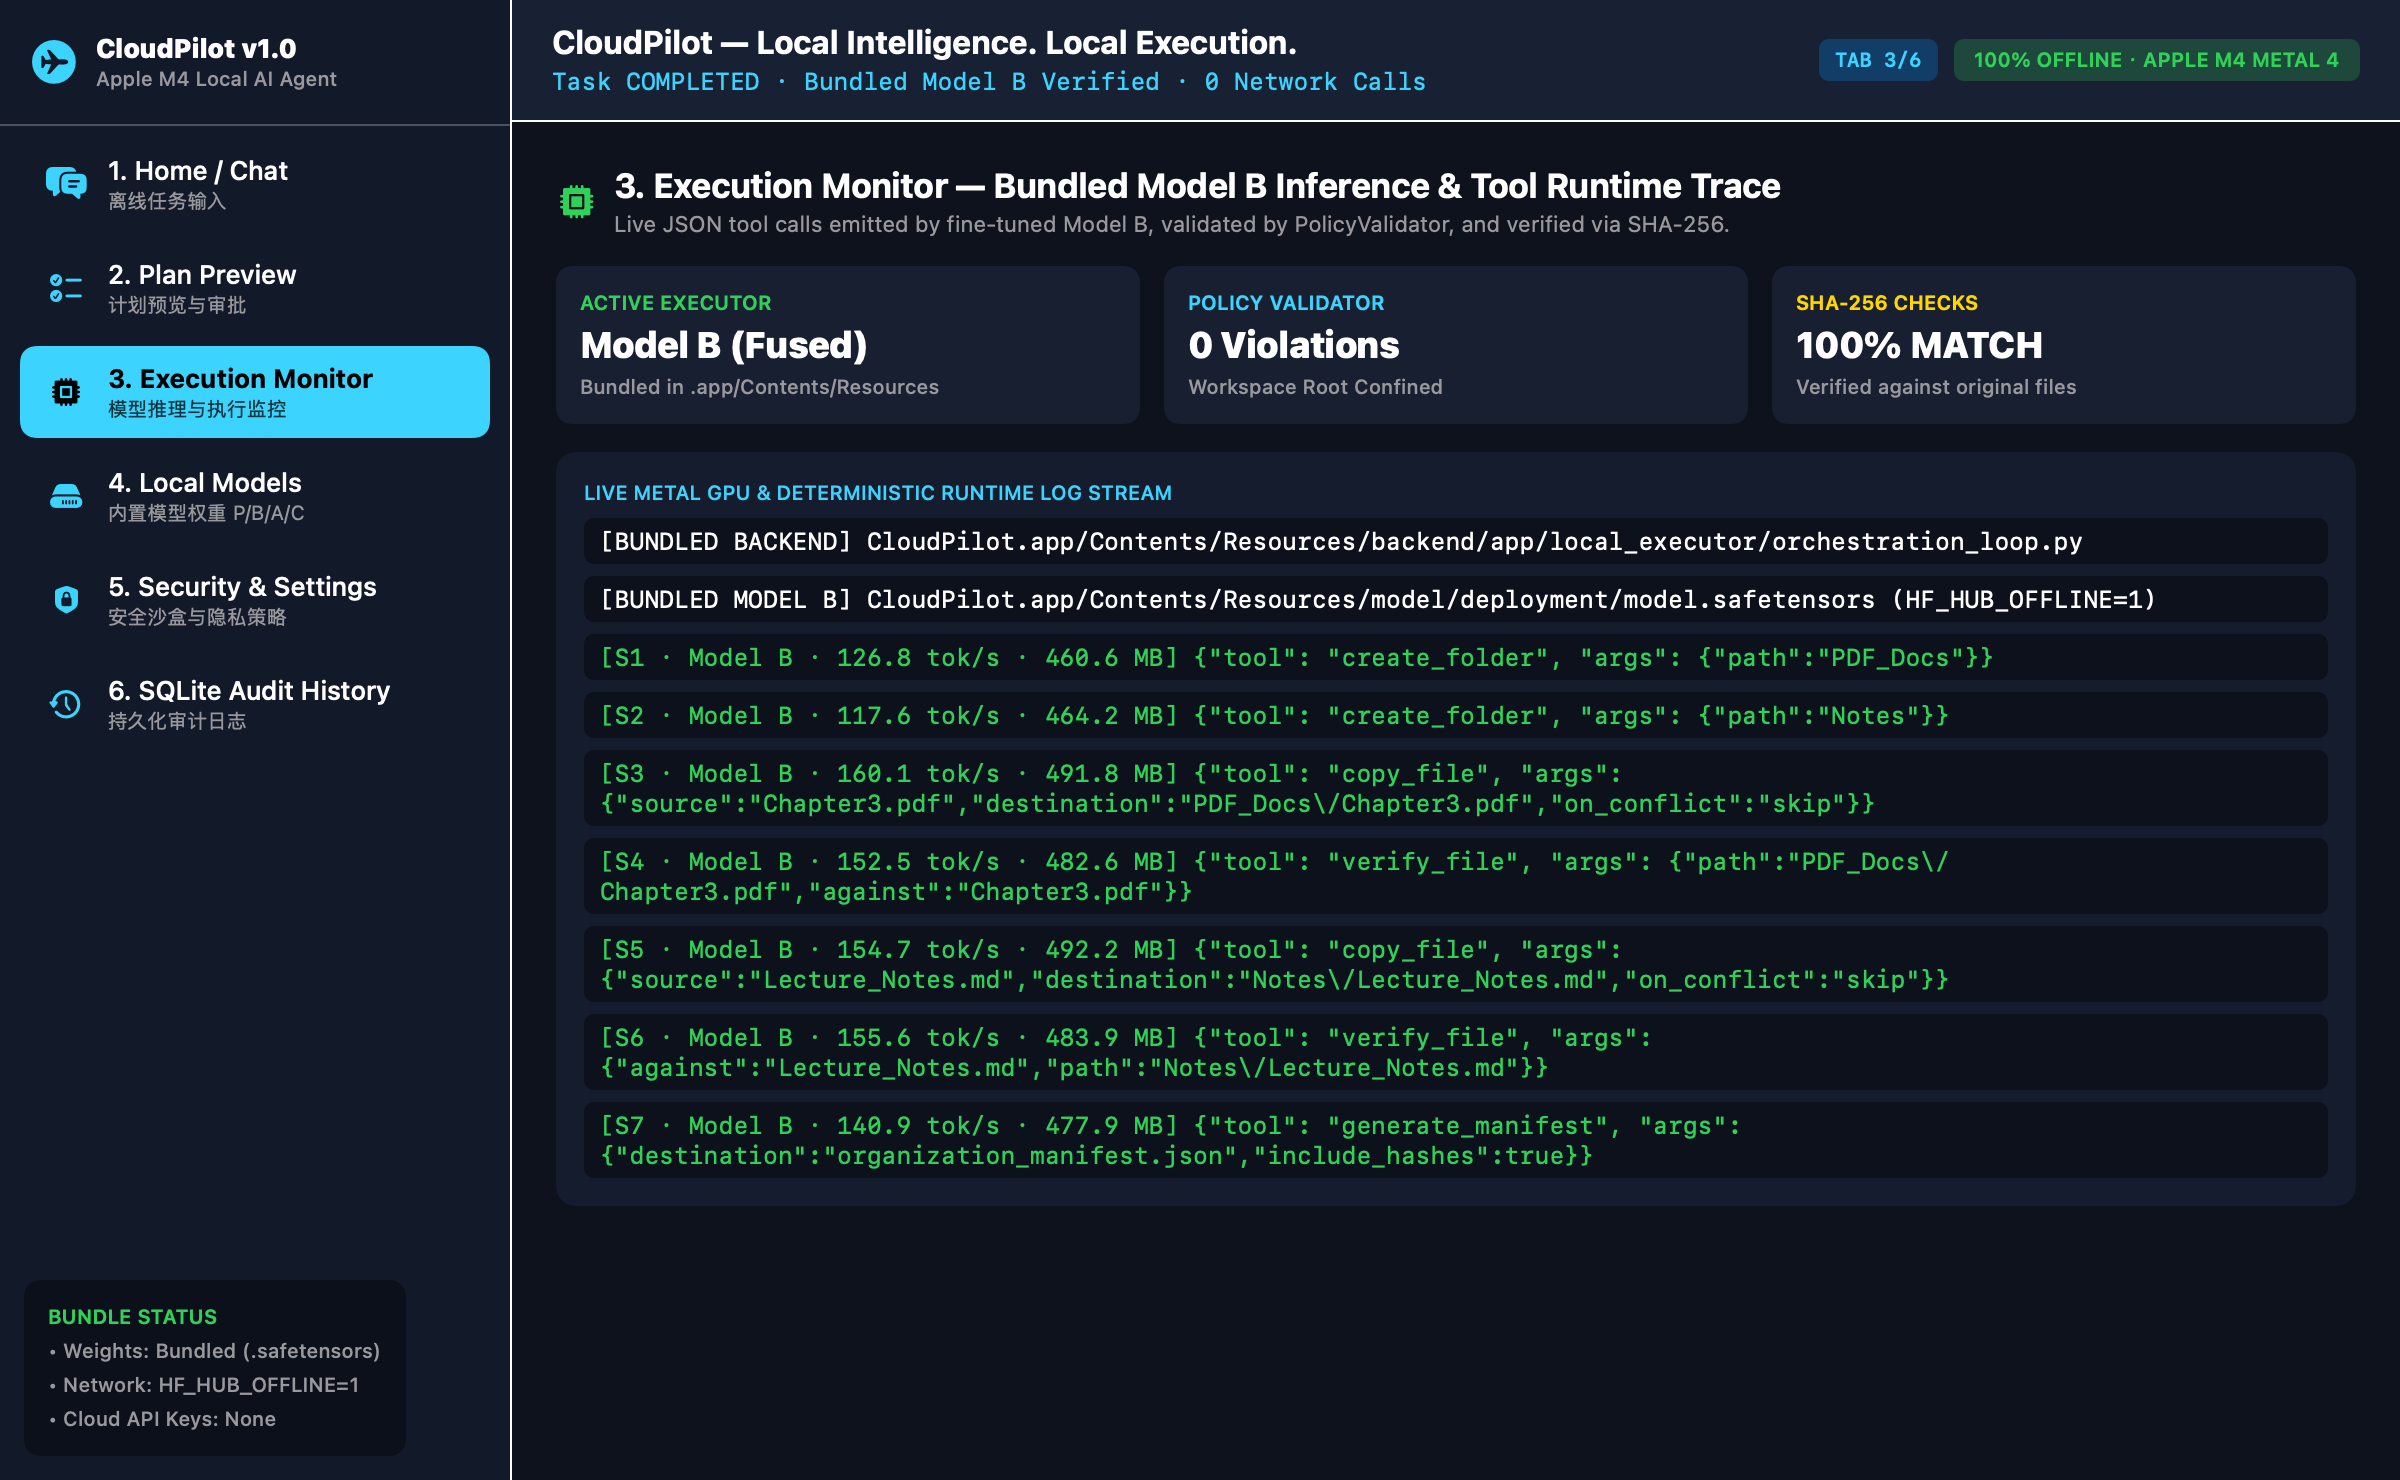 CloudPilot v1.0
Apple M4 Local AI Agent
1. Home / Chat
离线任务输入
2. Plan Preview
计划预览与审批
3. Execution Monitor
模型推理与执行监控
4. Local Models
内置模型权重 P/B/A/C
5. Security & Settings
安全沙盒与隐私策略
6. SQLite Audit History
持久化审计日志
BUNDLE STATUS
• Weights: Bundled (.safetensors)
• Network: HF_HUB_OFFLINE=1
• Cloud API Keys: None
CloudPilot — Local Intelligence. Local Execution.
Task COMPLETED · Bundled Model B Verified · 0 Network Calls
TAB 3/6
100% OFFLINE · APPLE M4 METAL 4
3. Execution Monitor — Bundled Model B Inference & Tool Runtime Trace
Live JSON tool calls emitted by fine-tuned Model B, validated by PolicyValidator, and verified via SHA-256.
ACTIVE EXECUTOR
Model B (Fused)
Bundled in .app/Contents/Resources
POLICY VALIDATOR
0 Violations
Workspace Root Confined
SHA-256 CHECKS
100% MATCH
Verified against original files
LIVE METAL GPU & DETERMINISTIC RUNTIME LOG STREAM
[BUNDLED BACKEND] CloudPilot.app/Contents/Resources/backend/app/local_executor/orchestration_loop.py
[BUNDLED MODEL B] CloudPilot.app/Contents/Resources/model/deployment/model.safetensors (HF_HUB_OFFLINE=1)
[S1 · Model B · 126.8 tok/s · 460.6 MB] {"tool": "create_folder", "args": {"path":"PDF_Docs"}}
[S2 · Model B · 117.6 tok/s · 464.2 MB] {"tool": "create_folder", "args": {"path":"Notes"}}
[S3 · Model B · 160.1 tok/s · 491.8 MB] {"tool": "copy_file", "args":
{"source":"Chapter3.pdf","destination":"PDF_Docs\/Chapter3.pdf","on_conflict":"skip"}}
[S4 · Model B · 152.5 tok/s · 482.6 MB] {"tool": "verify_file", "args": {"path":"PDF_Docs\/
Chapter3.pdf","against":"Chapter3.pdf"}}
[S5 · Model B · 154.7 tok/s · 492.2 MB] {"tool": "copy_file", "args":
{"source":"Lecture_Notes.md","destination":"Notes\/Lecture_Notes.md","on_conflict":"skip"}}
[S6 · Model B · 155.6 tok/s · 483.9 MB] {"tool": "verify_file", "args":
{"against":"Lecture_Notes.md","path":"Notes\/Lecture_Notes.md"}}
[S7 · Model B · 140.9 tok/s · 477.9 MB] {"tool": "generate_manifest", "args":
{"destination":"organization_manifest.json","include_hashes":true}}